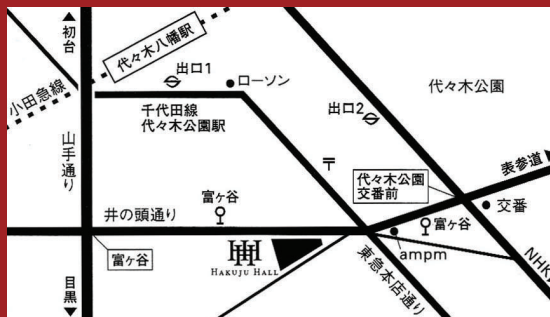 ▲初台
代々木八幡駅
小田急線
出口1
ローソン
千代田線
代々木公園駅
出口2
代々木公園
山手通り
〒
代々木公園
交番前
表参道
富ヶ谷
井の頭通り
富ヶ谷
交番
富ヶ谷
ampm
HAKUJU HALL
東急本店通り
NHK
目黒▼